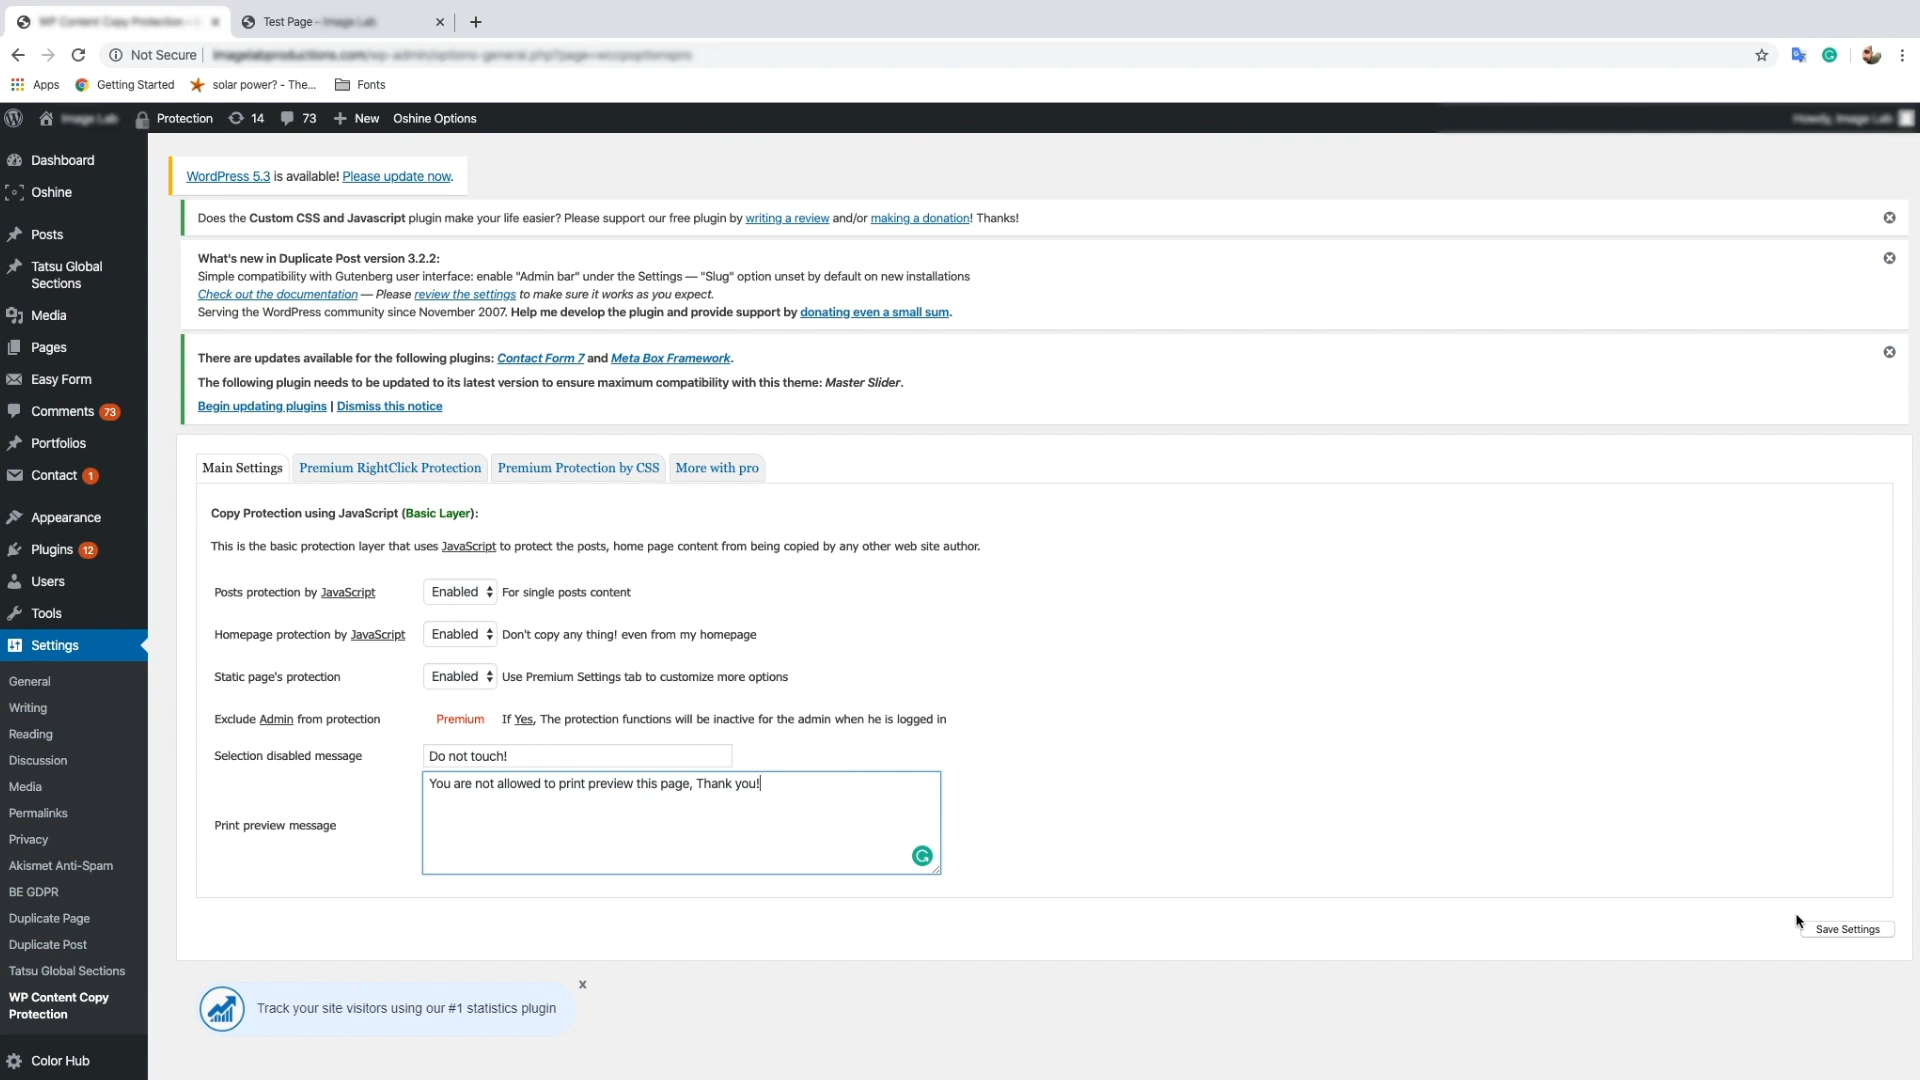 Test Page -
Not Secure
Apps
Getting Started
solar power? - The...
Fonts
Protection
14
73
New
Oshine Options
Dashboard
Oshine
Posts
Tatsu Global
Sections
Media
Pages
Easy Form
Comments 73
Portfolios
Contact 1
Appearance
Plugins 12
Users
Tools
Settings
General
Writing
Reading
Discussion
Media
Permalinks
Privacy
Akismet Anti-Spam
BE GDPR
Duplicate Page
Duplicate Post
Tatsu Global Sections
WP Content Copy
Protection
Color Hub
WordPress 5.3 is available! Please update now.
Does the Custom CSS and Javascript plugin make your life easier? Please support our free plugin by writing a review and/or making a donation! Thanks!
What's new in Duplicate Post version 3.2.2:
Simple compatibility with Gutenberg user interface: enable "Admin bar" under the Settings — "Slug" option unset by default on new installations
Check out the documentation — Please review the settings to make sure it works as you expect.
Serving the WordPress community since November 2007. Help me develop the plugin and provide support by donating even a small sum.
There are updates available for the following plugins: Contact Form 7 and Meta Box Framework.
The following plugin needs to be updated to its latest version to ensure maximum compatibility with this theme: Master Slider.
Begin updating plugins | Dismiss this notice
Main Settings
Premium RightClick Protection
Premium Protection by CSS
More with pro
Copy Protection using JavaScript (Basic Layer):
This is the basic protection layer that uses JavaScript to protect the posts, home page content from being copied by any other web site author.
Posts protection by JavaScript Enabled For single posts content
Homepage protection by JavaScript Enabled Don't copy any thing! even from my homepage
Static page's protection Enabled Use Premium Settings tab to customize more options
Exclude Admin from protection Premium If Yes, The protection functions will be inactive for the admin when he is logged in
Selection disabled message Do not touch!
You are not allowed to print preview this page, Thank you!
Print preview message
Save Settings
x
Track your site visitors using our #1 statistics plugin